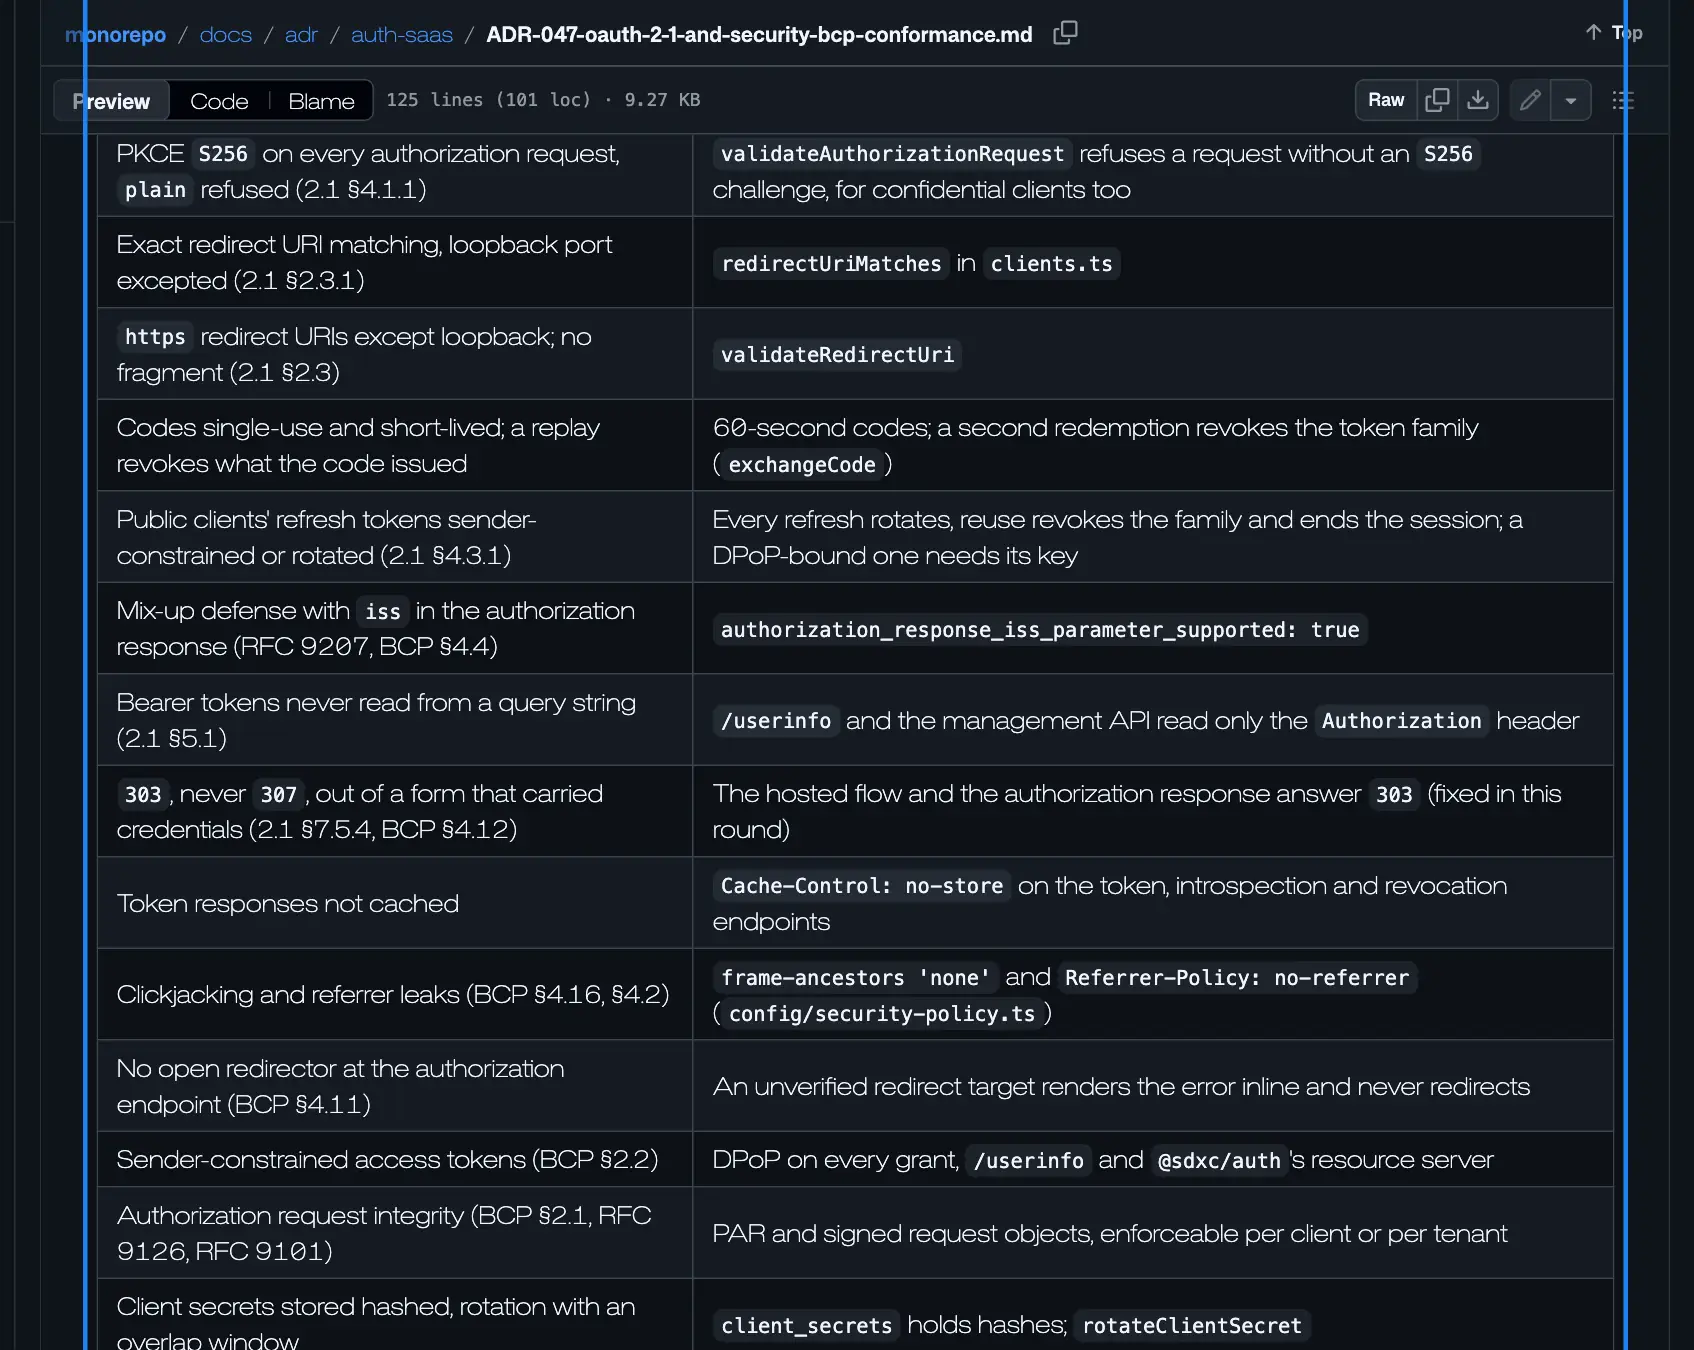 monorepo / docs / adr / auth-saas / ADR-047-oauth-2-1-and-security-bcp-conformance.md
Top
Preview Code Blame 125 lines (101 loc) · 9.27 KB
Raw
PKCE S256 on every authorization request,
plain refused (2.1 §4.1.1)
validateAuthorizationRequest refuses a request without an S256
challenge, for confidential clients too
Exact redirect URI matching, loopback port
excepted (2.1 §2.3.1)
redirectUriMatches in clients.ts
https redirect URIs except loopback; no
fragment (2.1 §2.3)
validateRedirectUri
Codes single-use and short-lived; a replay
revokes what the code issued
60-second codes; a second redemption revokes the token family
(exchangeCode)
Public clients' refresh tokens sender-
constrained or rotated (2.1 §4.3.1)
Every refresh rotates, reuse revokes the family and ends the session; a
DPoP-bound one needs its key
Mix-up defense with iss in the authorization
response (RFC 9207, BCP §4.4)
authorization_response_iss_parameter_supported: true
Bearer tokens never read from a query string
(2.1 §5.1)
/userinfo and the management API read only the Authorization header
303, never 307, out of a form that carried
credentials (2.1 §7.5.4, BCP §4.12)
The hosted flow and the authorization response answer 303 (fixed in this
round)
Token responses not cached
Cache-Control: no-store on the token, introspection and revocation
endpoints
Clickjacking and referrer leaks (BCP §4.16, §4.2)
frame-ancestors 'none' and Referrer-Policy: no-referrer
(config/security-policy.ts)
No open redirector at the authorization
endpoint (BCP §4.11)
An unverified redirect target renders the error inline and never redirects
Sender-constrained access tokens (BCP §2.2)
DPoP on every grant, /userinfo and @sdxc/auth's resource server
Authorization request integrity (BCP §2.1, RFC
9126, RFC 9101)
PAR and signed request objects, enforceable per client or per tenant
Client secrets stored hashed, rotation with an
overlap window
client_secrets holds hashes; rotateClientSecret